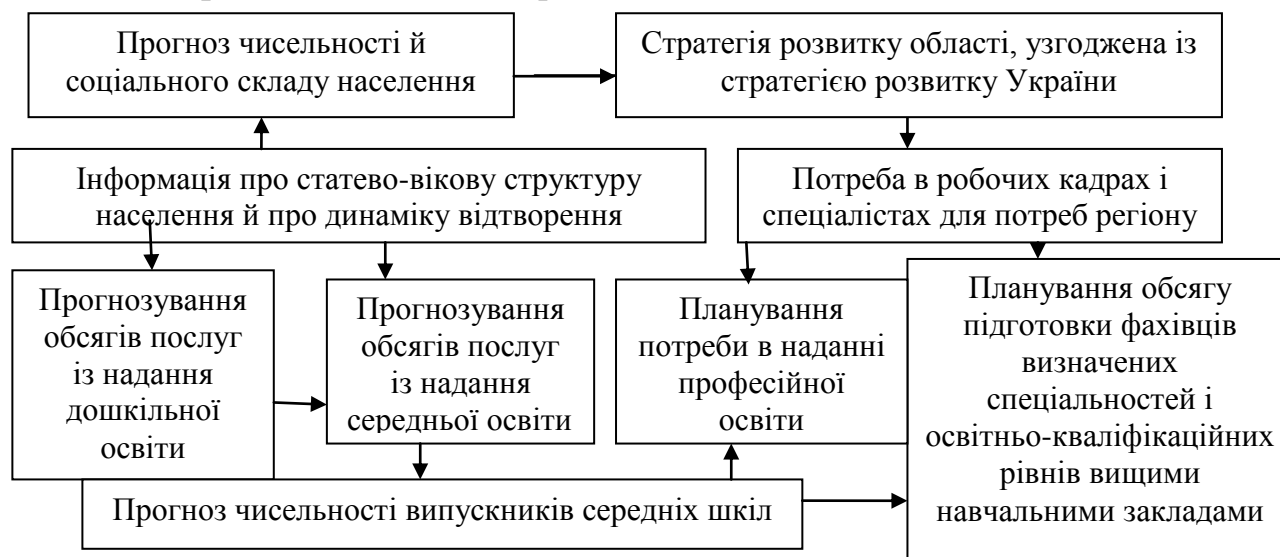 Прогноз чисельності й
соціального складу населення
Стратегія розвитку області, узгоджена із
стратегією розвитку України
Інформація про статево-вікову структуру
населення й про динаміку відтворення
Потреба в робочих кадрах і
спеціалістах для потреб регіону
Прогнозування
обсягів послуг
із надання
дошкільної
освіти
Прогнозування
обсягів послуг
із надання
середньої освіти
Планування
потреби в наданні
професійної
освіти
Планування обсягу
підготовки фахівців
визначених
спеціальностей і
освітньо-кваліфікаційних
рівнів вищими
навчальними закладами
Прогноз чисельності випускників середніх шкіл